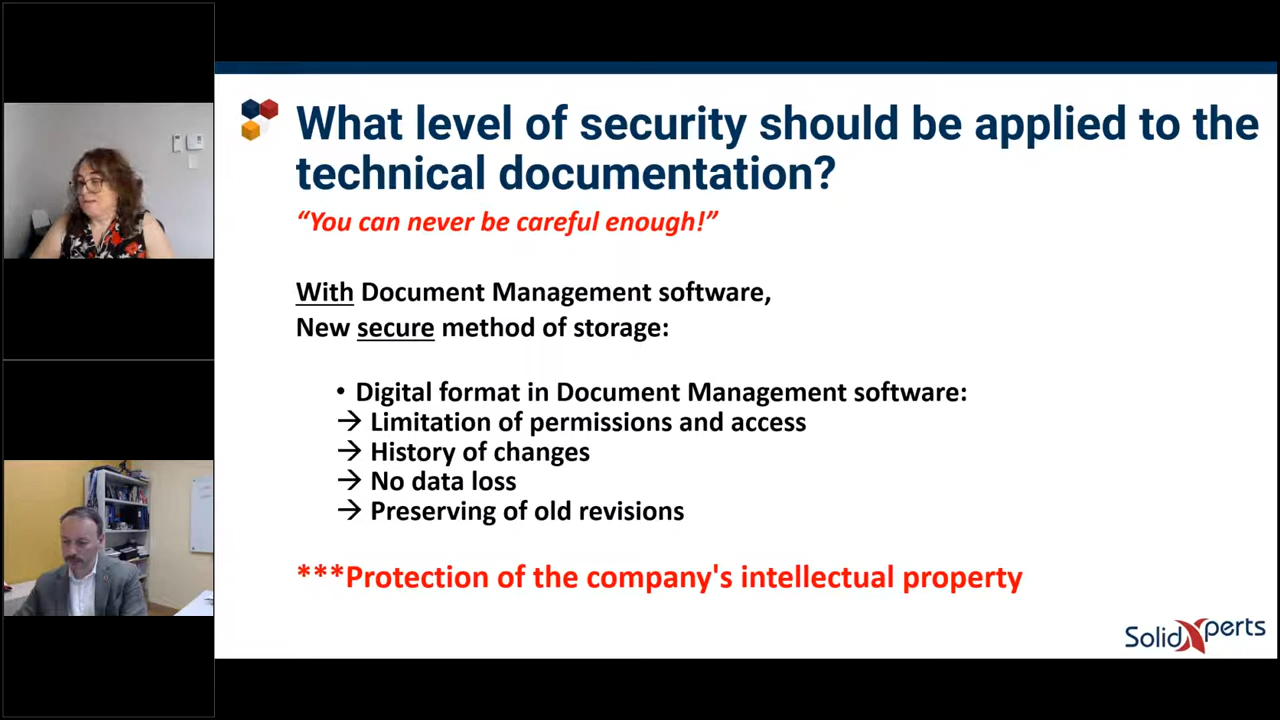 What level of security should be applied to the
technical documentation?
“You can never be careful enough!”
With Document Management software,
New secure method of storage:
• Digital format in Document Management software:
→ Limitation of permissions and access
→ History of changes
→ No data loss
→ Preserving of old revisions
***Protection of the company's intellectual property
SolidXperts